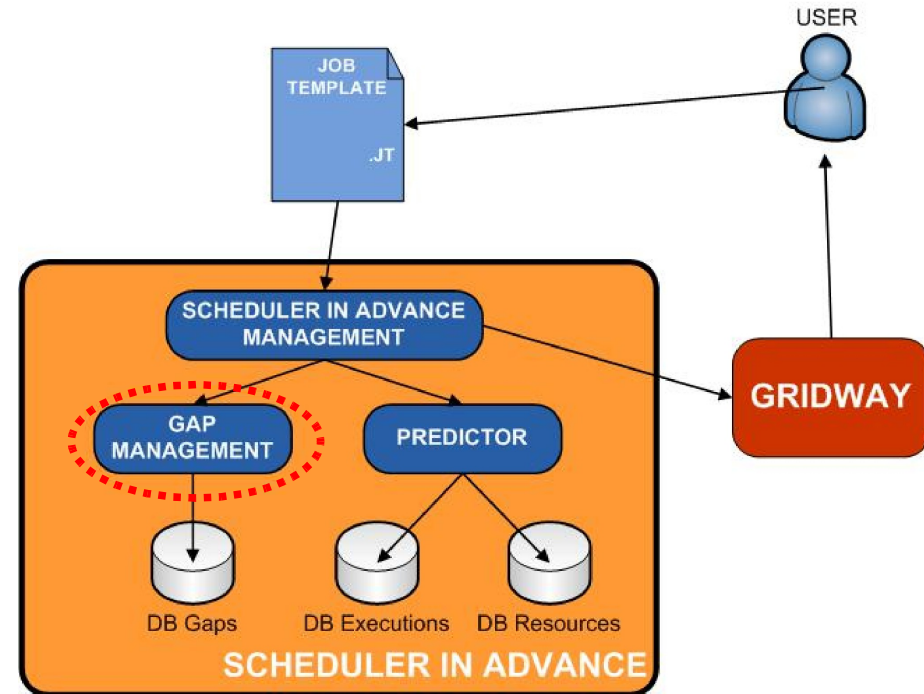 USER
JOB
TEMPLATE
.JT
SCHEDULER IN ADVANCE
MANAGEMENT
GRIDWAY
GAP
MANAGEMENT
PREDICTOR
DB Gaps
DB Executions
DB Resources
SCHEDULER IN ADVANCE